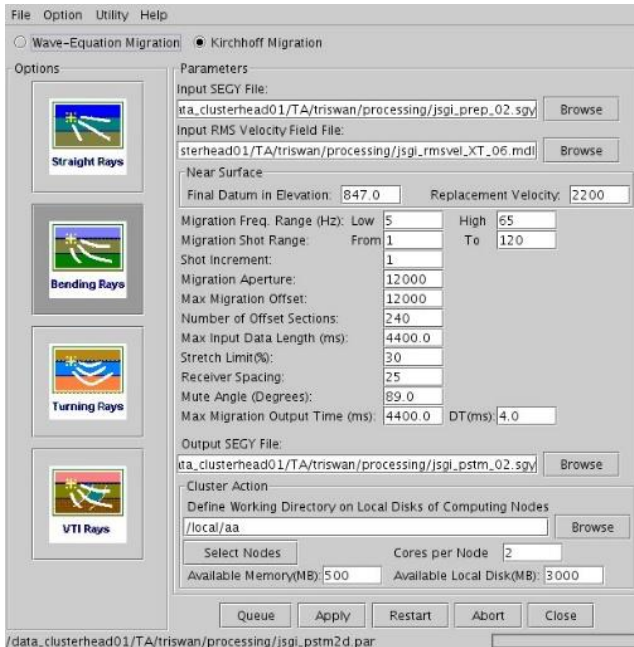 File Option Utility Help
Wave-Equation Migration Kirchhoff Migration
Options
Straight Rays
Bending Rays
Turning Rays
VTI Rays
Parameters
Input SEGY File:
ata_clusterhead01/TA/triswan/processing/jsgi_prep_02.sgy Browse
Input RMS Velocity Field File:
sterhead01/TA/triswan/processing/jsgi_rmsvel_XT_06.mdl Browse
Near Surface
Final Datum in Elevation: 847.0 Replacement Velocity: 2200
Migration Freq. Range (Hz): Low 5 High 65
Migration Shot Range: From 1 To 120
Shot Increment: 1
Migration Aperture: 12000
Max Migration Offset: 12000
Number of Offset Sections: 240
Max Input Data Length (ms): 4400.0
Stretch Limit(%): 30
Receiver Spacing: 25
Mute Angle (Degrees): 89.0
Max Migration Output Time (ms): 4400.0 DT(ms): 4.0
Output SEGY File:
ata_clusterhead01/TA/triswan/processing/jsgi_pstm_02.sgy Browse
Cluster Action
Define Working Directory on Local Disks of Computing Nodes
/local/aa Browse
Select Nodes Cores per Node 2
Available Memory(MB): 500 Available Local Disk(MB): 3000
Queue Apply Restart Abort Close
/data_clusterhead01/TA/triswan/processing/jsgi_pstm2d.par